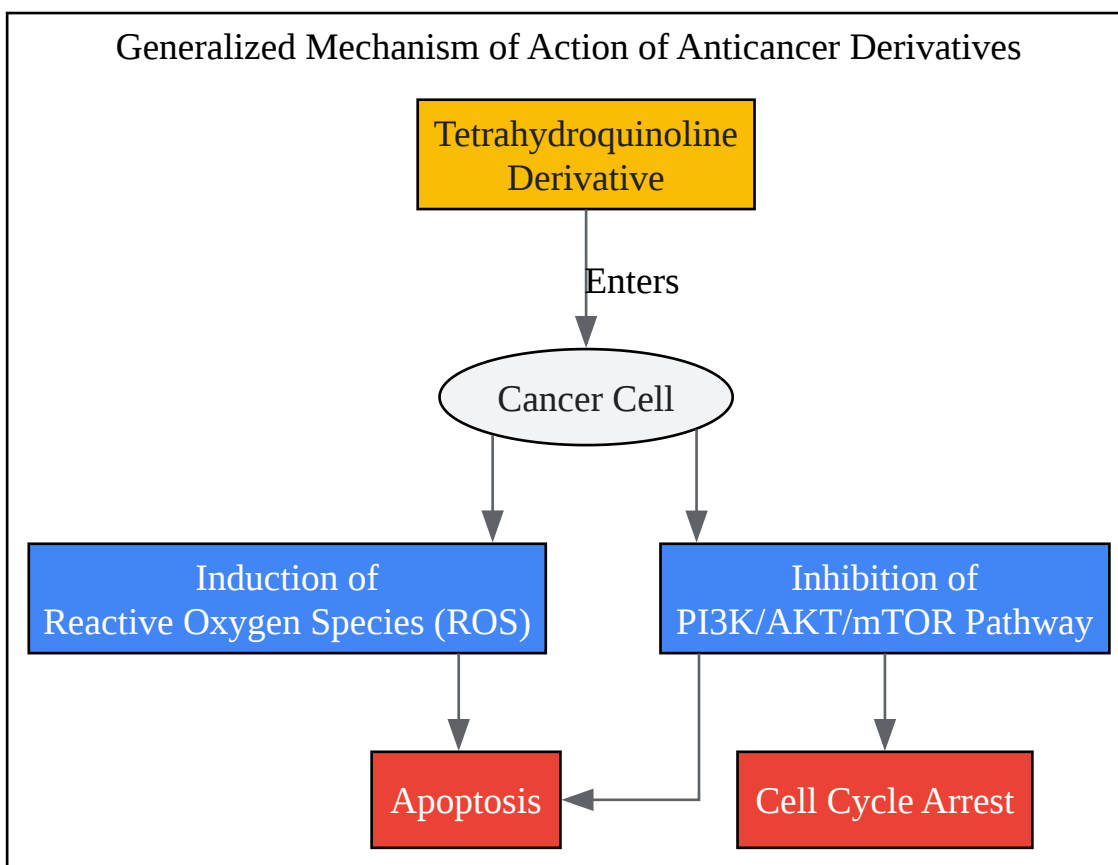 Generalized Mechanism of Action of Anticancer Derivatives
Tetrahydroquinoline
Derivative
Enters
Cancer Cell
Induction of
Reactive Oxygen Species (ROS)
Inhibition of
PI3K/AKT/mTOR Pathway
Apoptosis
Cell Cycle Arrest